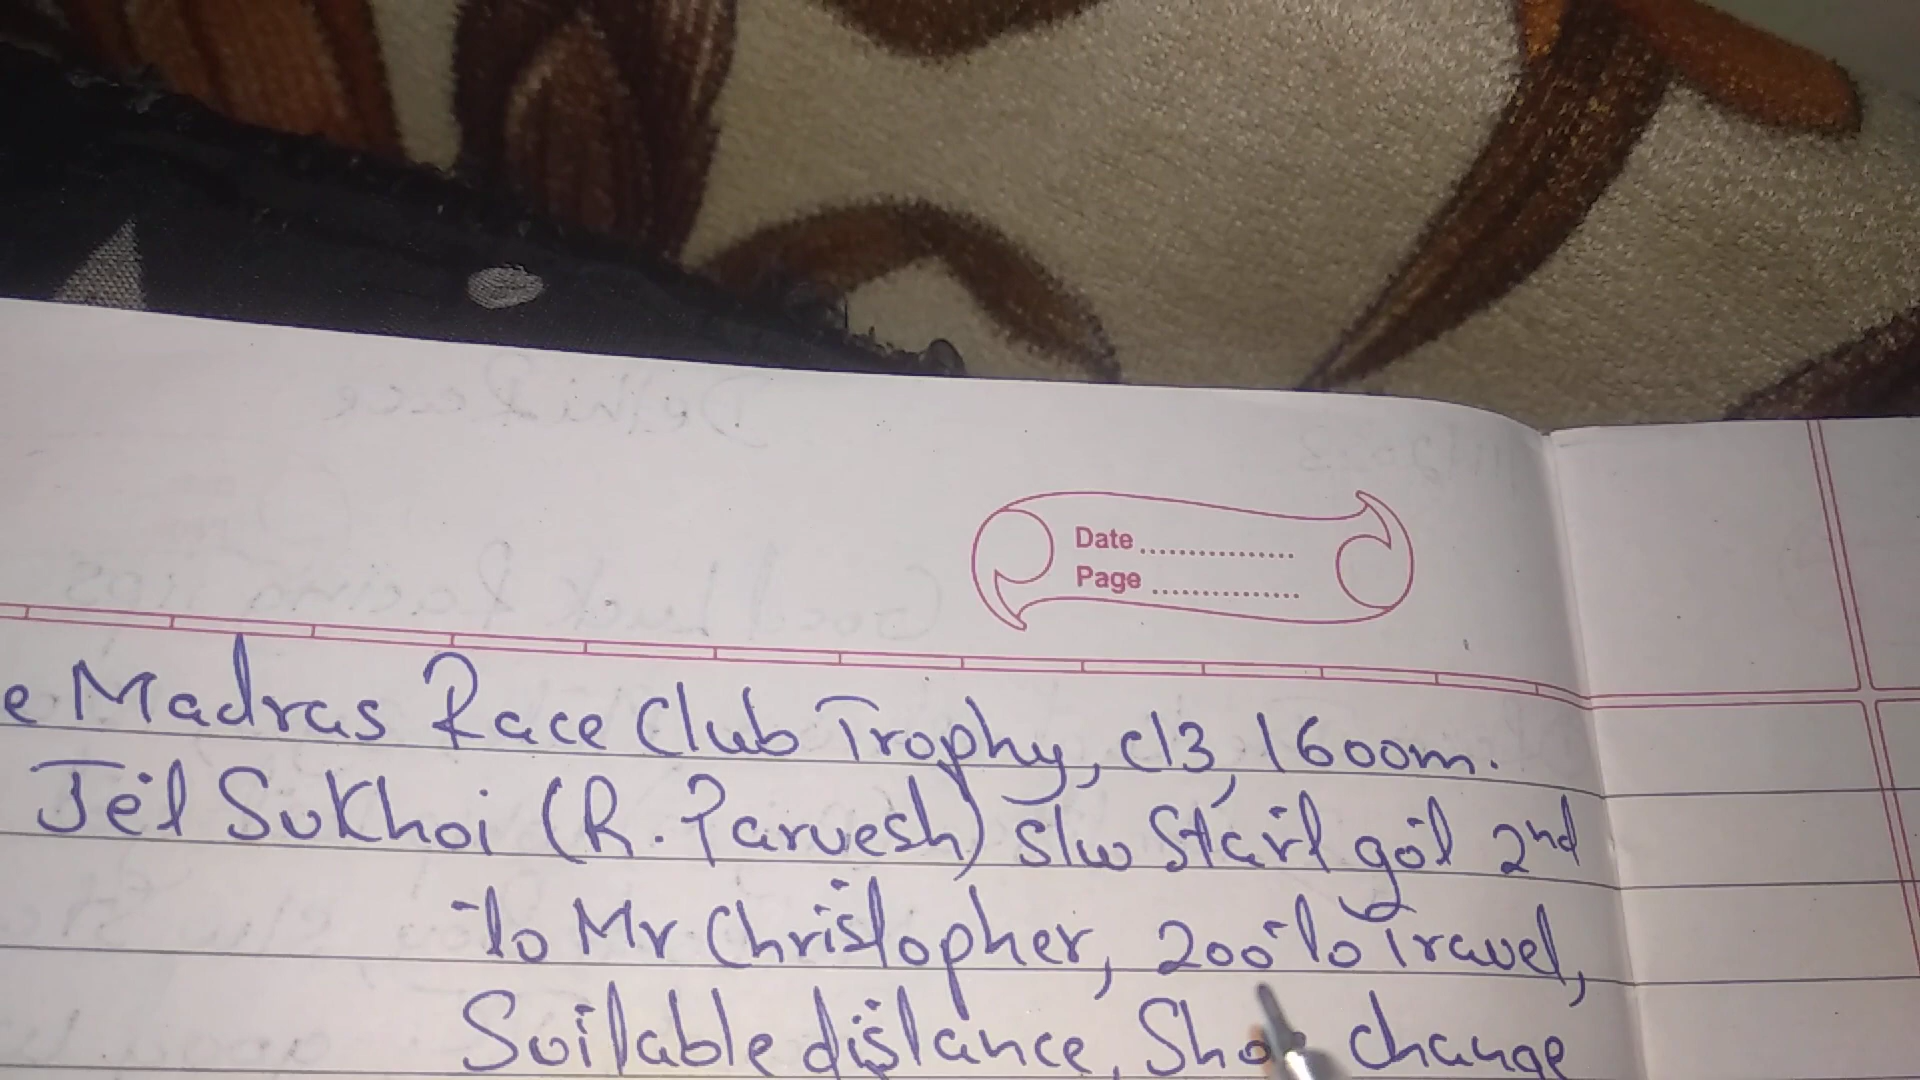 Date
Page
e Madras Race Club Trophy, cl3, 1600m.
Jet Sukhoi (R. Parvesh) slw start got 2nd
to Mr Christopher, 200 to Travel,
Suitable distance, change